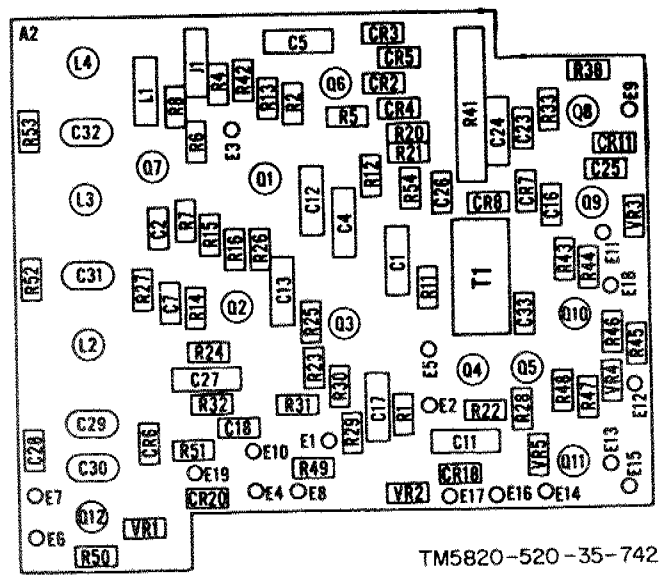 A2
L4
J1
C5
CR3
CR5
R38
L1
R8
R4
R42
R13
R2
Q6
CR2
R41
E9
R53
C32
R6
E3
R5
CR4
R20
R21
C24
C23
R33
Q8
CR11
C25
Q7
Q1
R12
R54
C26
CR8
CR7
C16
Q9
VR3
L3
C2
R7
R15
R16
R26
C12
C4
C1
E11
R43
R44
E18
R52
C31
R27
C7
R14
Q2
C13
R25
Q3
R11
T1
C33
Q10
R46
R45
L2
R24
C27
R23
R30
E5
Q4
Q5
R48
R47
VR4
E12
R32
R31
C17
R1
E2
R22
R28
C29
C18
C28
CR6
R51
E10
E1
R29
C11
VR5
Q11
E13
C30
E19
R49
CR18
E15
E7
CR20
E4
E8
VR2
E17
E16
E14
Q12
VR1
E6
R50
TM5820-520-35-742